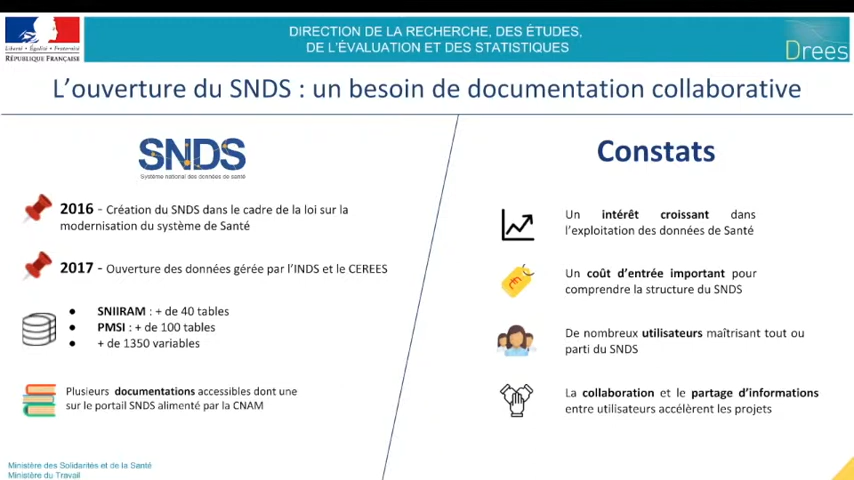 Liberté • Égalité • Fraternité
RÉPUBLIQUE FRANÇAISE
DIRECTION DE LA RECHERCHE, DES ÉTUDES,
DE L'ÉVALUATION ET DES STATISTIQUES
Drees
L'ouverture du SNDS : un besoin de documentation collaborative
SNDS
Système national des données de santé
2016 - Création du SNDS dans le cadre de la loi sur la
modernisation du système de Santé
2017 - Ouverture des données gérée par l'INDS et le CEREES
● SNIIRAM : + de 40 tables
● PMSI : + de 100 tables
● + de 1350 variables
Plusieurs documentations accessibles dont une
sur le portail SNDS alimenté par la CNAM
Constats
Un intérêt croissant dans
l'exploitation des données de Santé
Un coût d'entrée important pour
comprendre la structure du SNDS
De nombreux utilisateurs maîtrisant tout ou
parti du SNDS
La collaboration et le partage d'informations
entre utilisateurs accélèrent les projets
Ministère des Solidarités et de la Santé
Ministère du Travail